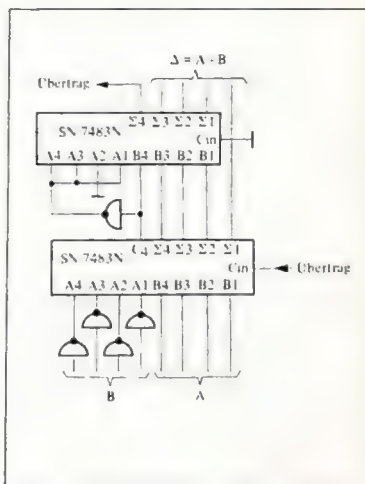 Δ = A - B
Übertrag
Σ4 Σ3 Σ2 Σ1
SN 7483N
Cin
A4 A3 A2 A1 B4 B3 B2 B1
C4 Σ4 Σ3 Σ2 Σ1
SN 7483N
Cin
Übertrag
A4 A3 A2 A1 B4 B3 B2 B1
B
A